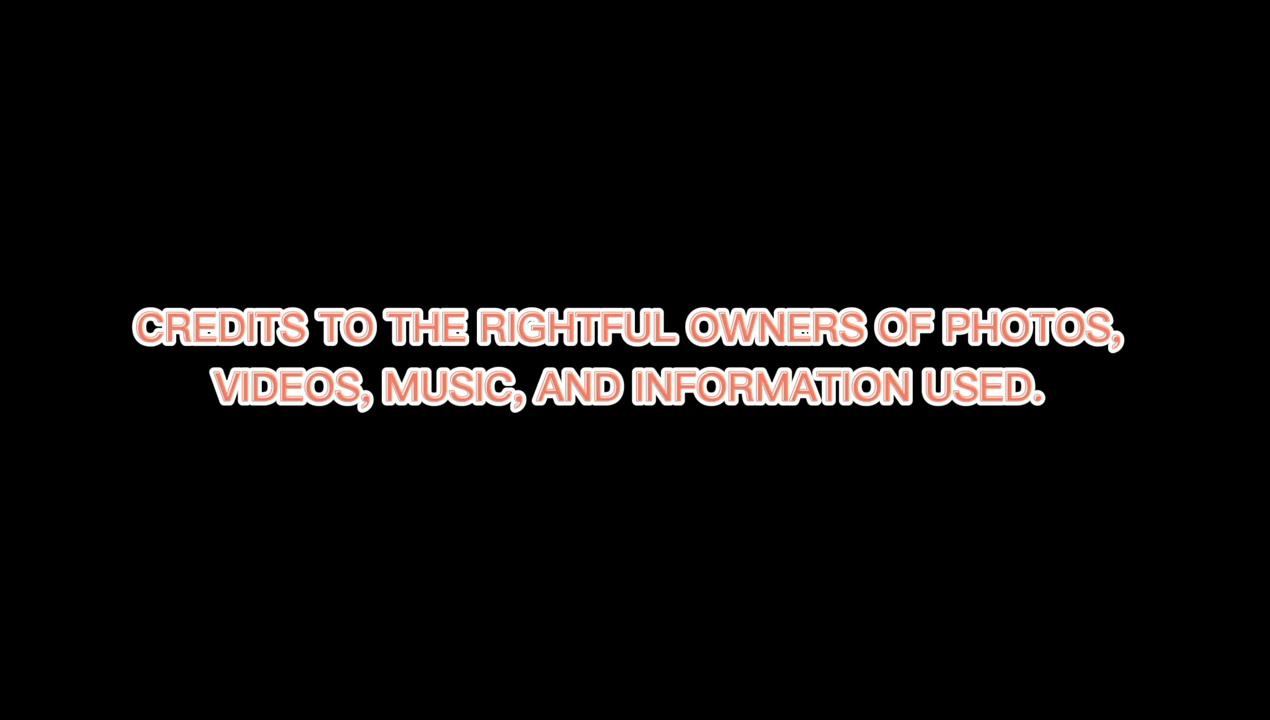 CREDITS TO THE RIGHTFUL OWNERS OF PHOTOS,
VIDEOS, MUSIC, AND INFORMATION USED.